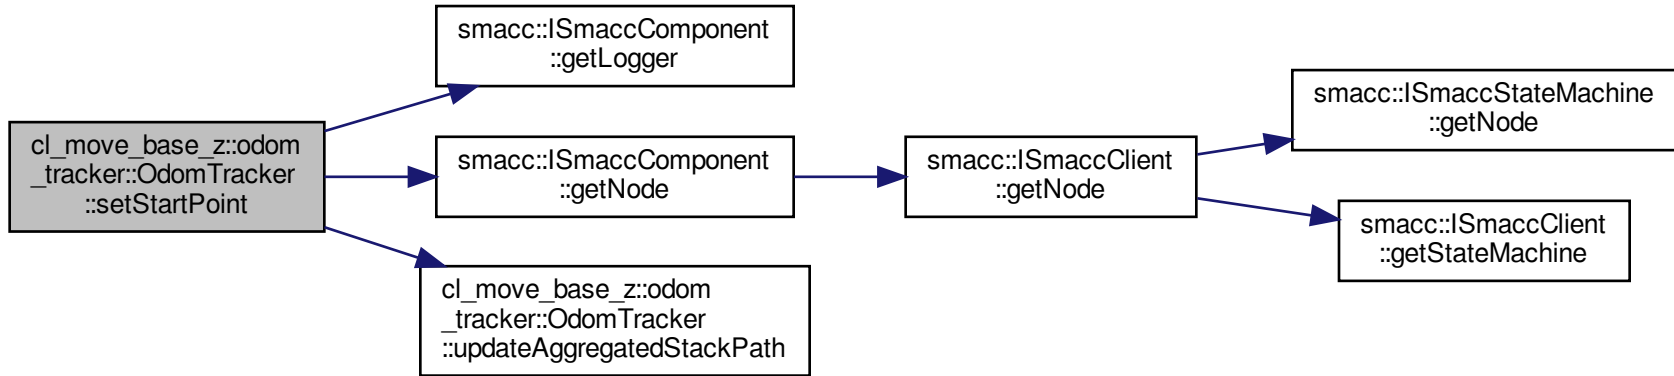 cl_move_base_z::odom
_tracker::OdomTracker
::setStartPoint
smacc::ISmaccComponent
::getLogger
smacc::ISmaccComponent
::getNode
cl_move_base_z::odom
_tracker::OdomTracker
::updateAggregatedStackPath
smacc::ISmaccClient
::getNode
smacc::ISmaccStateMachine
::getNode
smacc::ISmaccClient
::getStateMachine